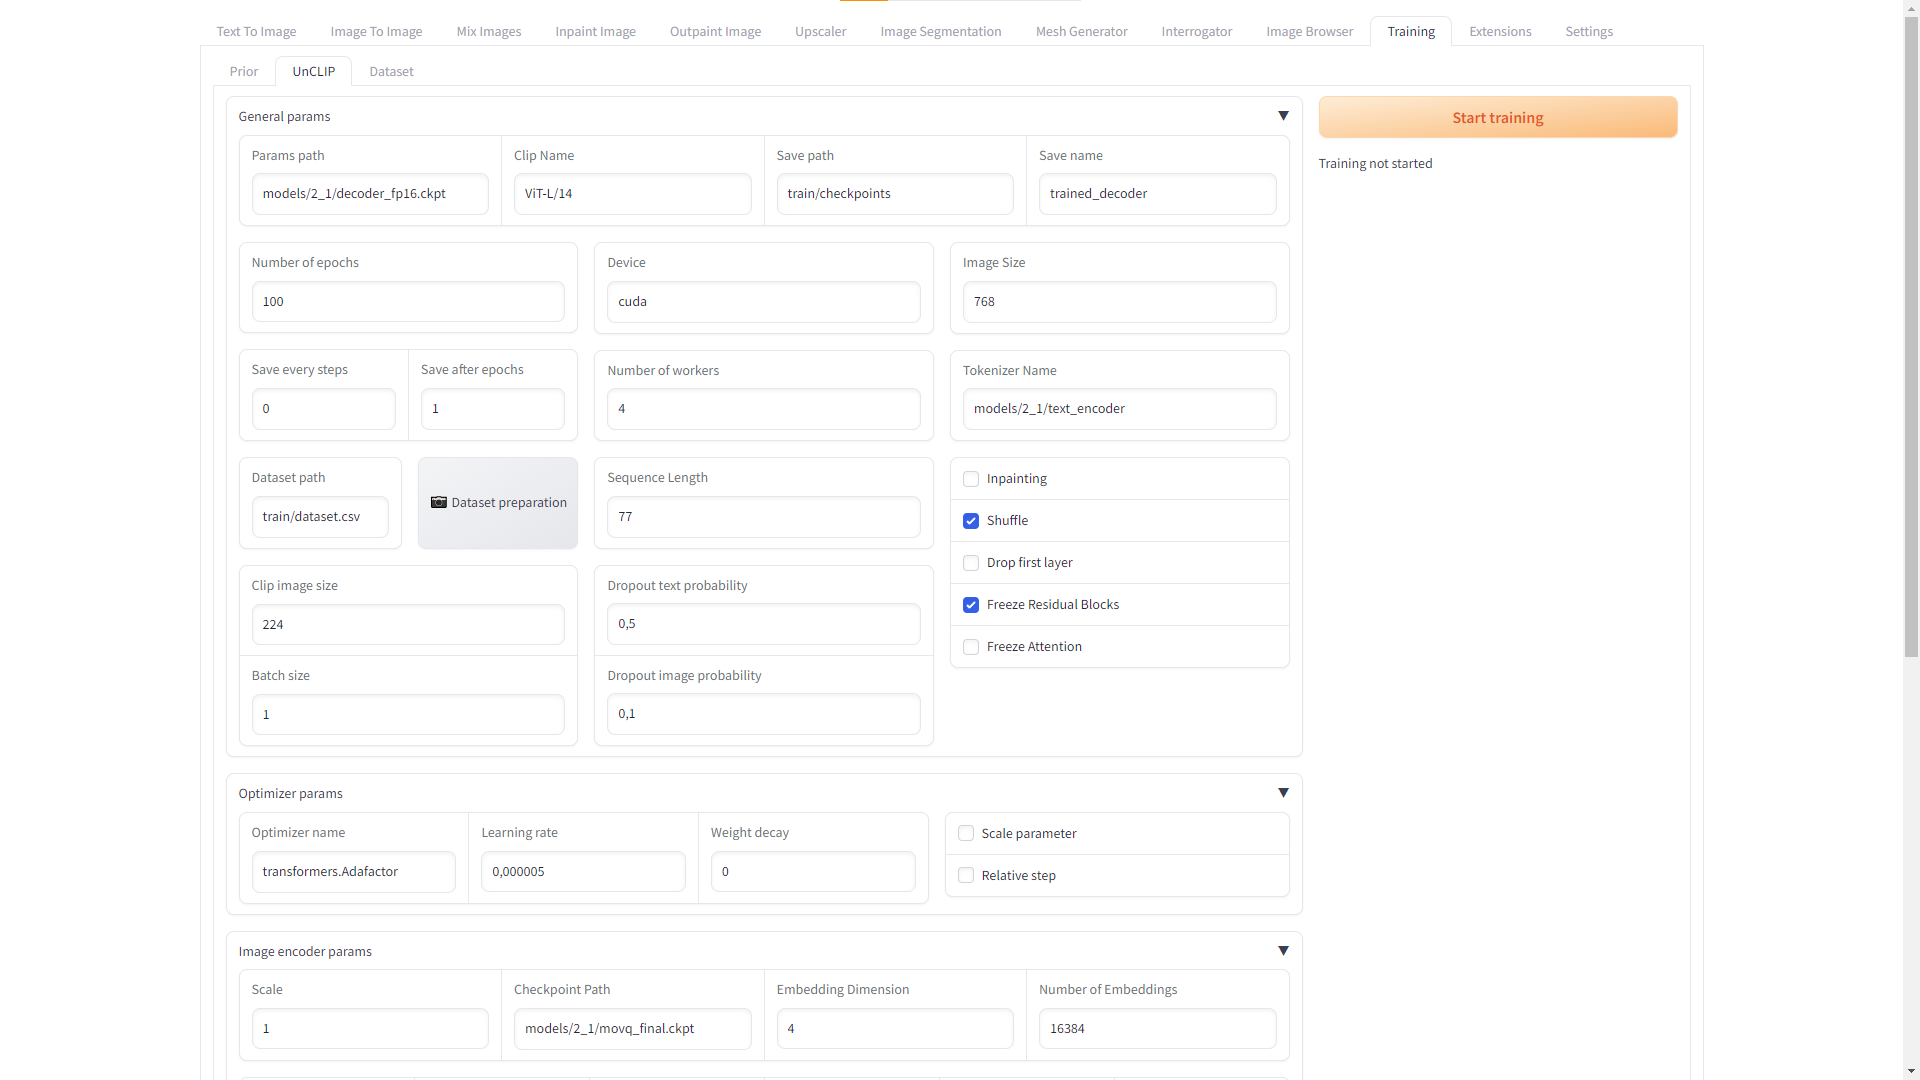 Text To Image
Image To Image
Mix Images
Inpaint Image
Outpaint Image
Upscaler
Image Segmentation
Mesh Generator
Interrogator
Image Browser
Training
Extensions
Settings
Prior
UnCLIP
Dataset
General params
▼
Params path
Clip Name
Save path
Save name
models/2_1/decoder_fp16.ckpt
ViT-L/14
train/checkpoints
trained_decoder
Number of epochs
Device
Image Size
100
cuda
768
Save every steps
Save after epochs
Number of workers
Tokenizer Name
0
1
4
models/2_1/text_encoder
Dataset path
Dataset preparation
Sequence Length
train/dataset.csv
77
Inpainting
Shuffle
Drop first layer
Freeze Residual Blocks
Freeze Attention
Clip image size
224
Dropout text probability
0,5
Batch size
1
Dropout image probability
0,1
Optimizer params
▼
Optimizer name
Learning rate
Weight decay
transformers.Adafactor
0,000005
0
Scale parameter
Relative step
Image encoder params
▼
Scale
Checkpoint Path
Embedding Dimension
Number of Embeddings
1
models/2_1/movq_final.ckpt
4
16384
Start training
Training not started